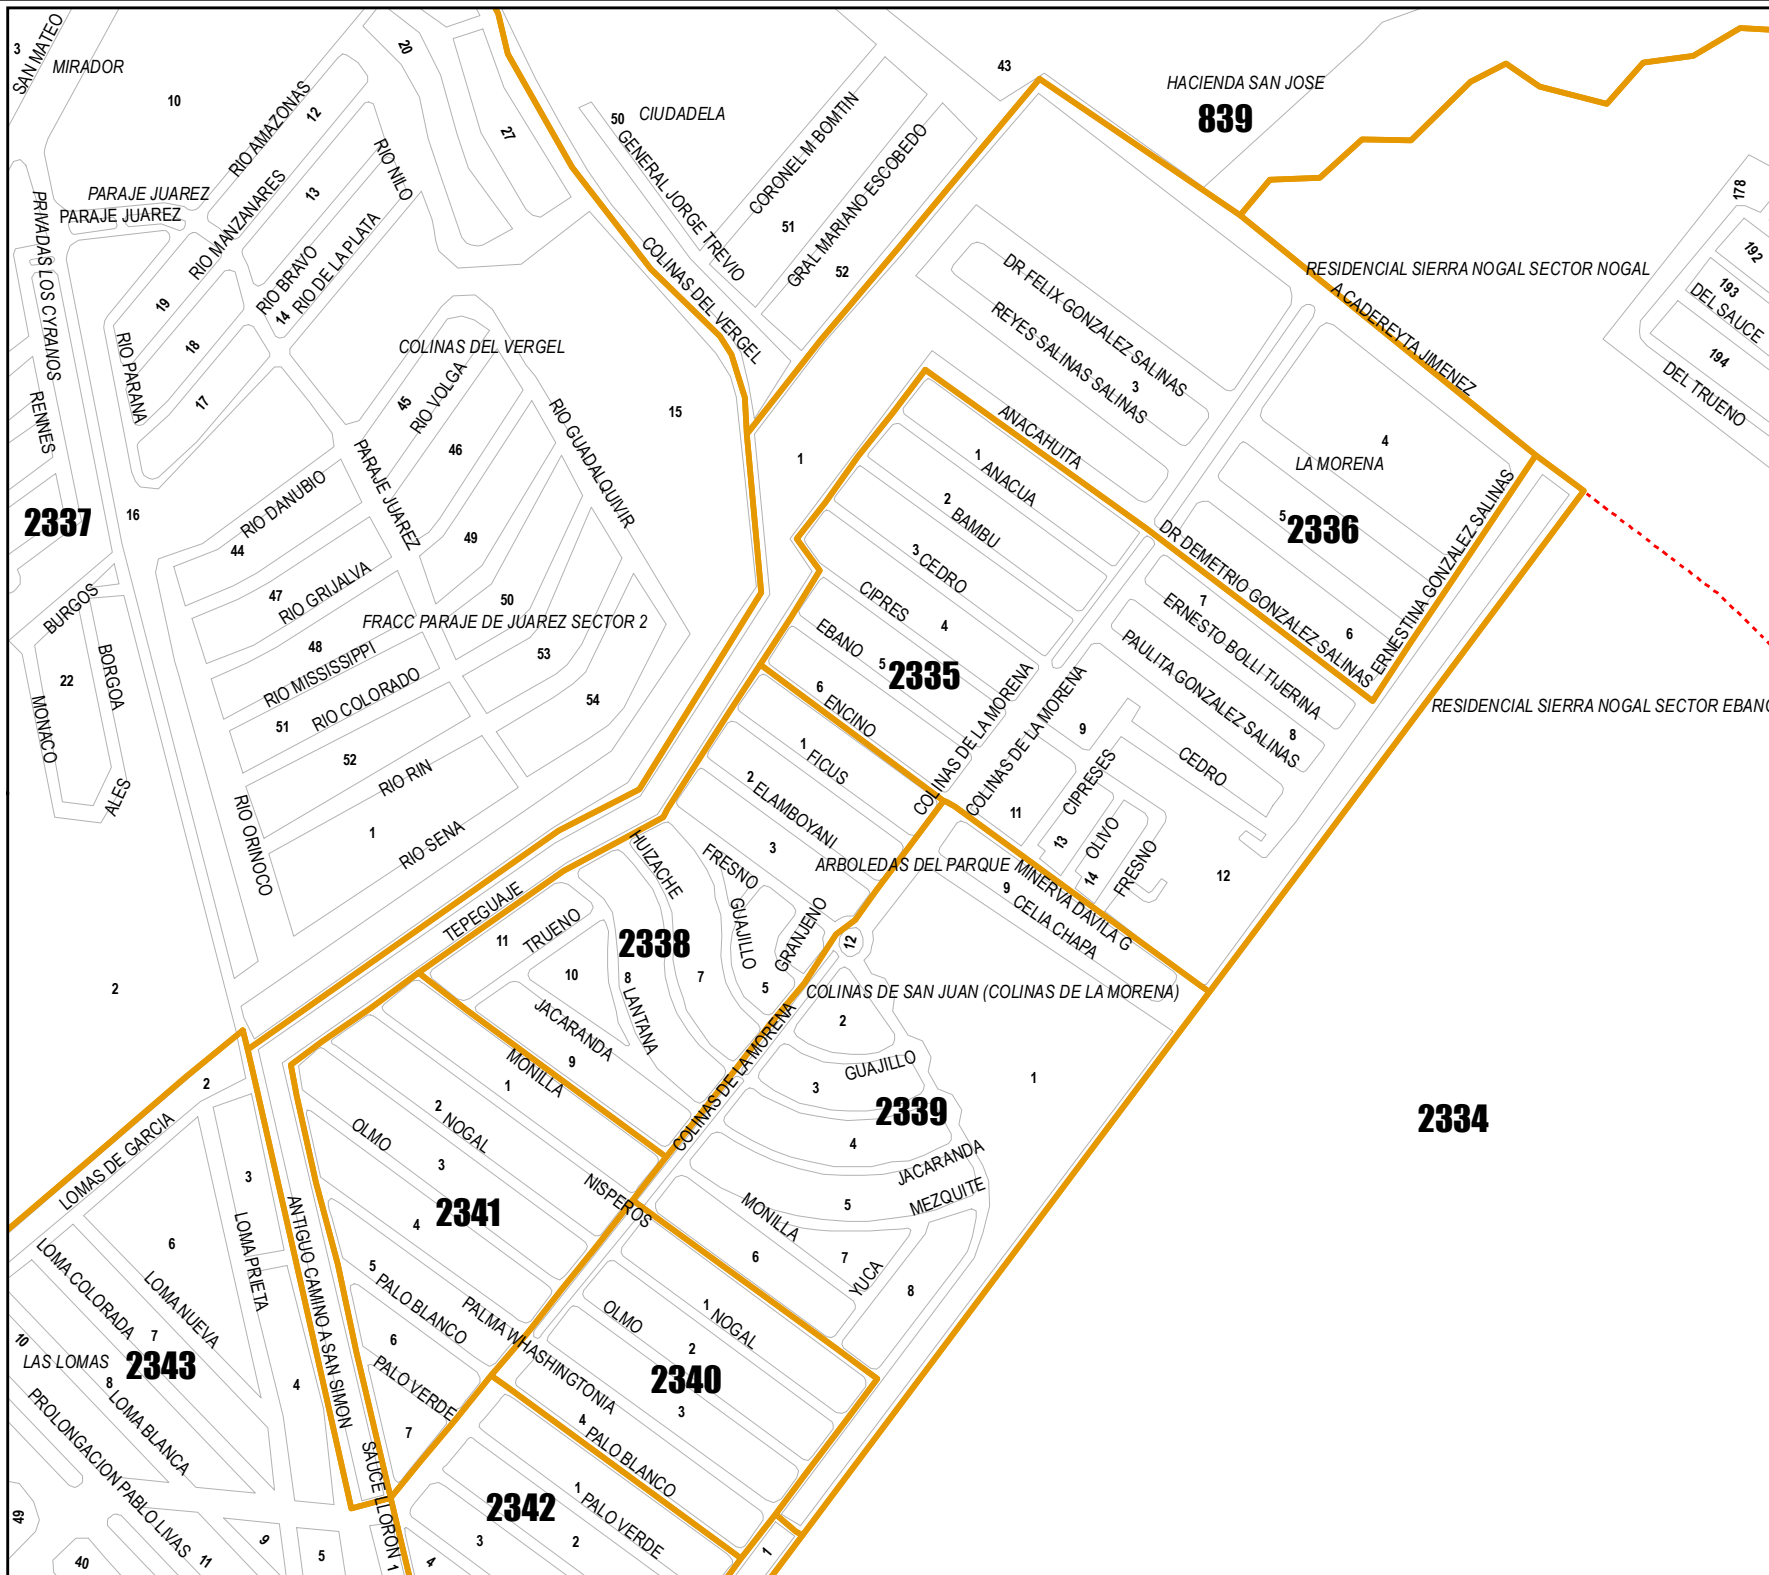 3
SAN MATEO
MIRADOR
10
20
27
RIO AMAZONAS
12
RIO NILO
13
RIO MANZANARES
PARAJE JUAREZ
PARAJE JUAREZ
PRIVADAS LOS CYRANOS
RIO BRAVO
14
RIO DE LA PLATA
19
18
17
RIO PARANA
RENNES
50
CIUDADELA
GENERAL JORGE TREVIO
CORONEL M BOMTIN
51
GRAL MARIANO ESCOBEDO
52
COLINAS DEL VERGEL
43
HACIENDA SAN JOSE
839
178
192
193
DEL SAUCE
194
DEL TRUENO
RESIDENCIAL SIERRA NOGAL SECTOR NOGAL
A CADEREYTA JIMENEZ
DR FELIX GONZALEZ SALINAS
REYES SALINAS SALINAS
3
COLINAS DEL VERGEL
45
RIO VOLGA
46
RIO GUADALQUIVIR
15
1
PARAJE JUAREZ
49
RIO DANUBIO
44
47
RIO GRIJALVA
48
50
FRACC PARAJE DE JUAREZ SECTOR 2
RIO MISSISSIPPI
51
RIO COLORADO
52
53
54
RIO RIN
RIO ORINOCO
1
RIO SENA
2337
16
BURGOS
BORGOA
22
MONACO
ALES
2
ANACAHUITA
1
ANACUA
2
BAMBU
3
CEDRO
CIPRES
4
EBANO
5
2335
6
ENCINO
4
LA MORENA
5
2336
ERNESTINA GONZALEZ SALINAS
DR DEMETRIO GONZALEZ SALINAS
6
7
ERNESTO BOLLI TIJERINA
PAULITA GONZALEZ SALINAS
8
RESIDENCIAL SIERRA NOGAL SECTOR EBANO
COLINAS DE LA MORENA
COLINAS DE LA MORENA
9
CEDRO
CIPRESES
11
13
OLIVO
14
FRESNO
12
1
FICUS
2
ELAMBOYANI
3
ARBOLEDAS DEL PARQUE
MINERVA DAVILA G
9
CELIA CHAPA
HUIZACHE
FRESNO
GUAJILLO
GRANJENO
12
TEPEGUAJE
11
TRUENO
2338
10
8
LANTANA
7
5
JACARANDA
9
COLINAS DE SAN JUAN (COLINAS DE LA MORENA)
2
GUAJILLO
3
2339
1
4
JACARANDA
MEZQUITE
5
MONILLA
6
7
YUCA
8
2334
COLINAS DE LA MORENA
MONILLA
1
2
NOGAL
OLMO
3
2341
4
NISPEROS
5
PALO BLANCO
6
PALMA WHASHINGTONIA
PALO VERDE
7
2
LOMAS DE GARCIA
3
LOMA PRIETA
ANTIGUO CAMINO A SAN SIMON
6
LOMA COLORADA
LOMA NUEVA
7
10
LAS LOMAS
2343
8
LOMA BLANCA
4
PROLONGACION PABLO LIVAS
SAUCE LLORON
49
40
11
9
5
1
OLMO
1
NOGAL
2
2340
3
4
PALO BLANCO
2342
1
PALO VERDE
3
2
4
1